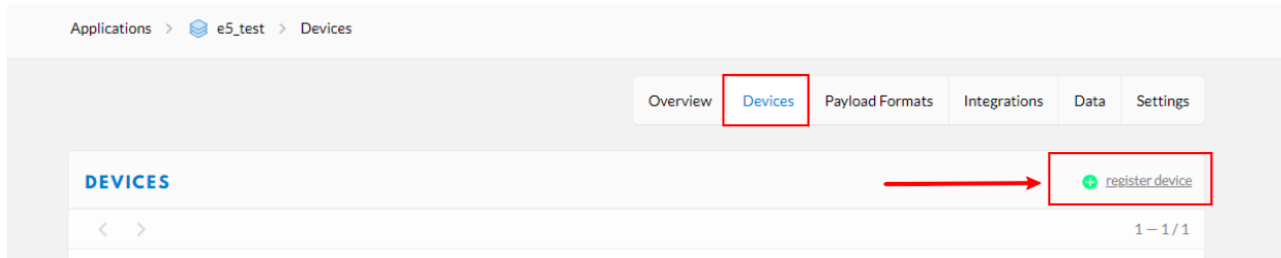 Applications > e5_test > Devices
Overview Devices Payload Formats Integrations Data Settings
DEVICES register device
< > 1 — 1 / 1